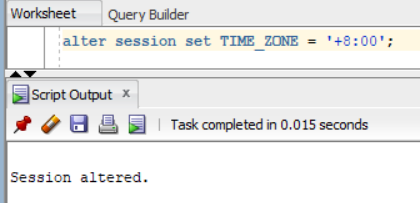 Worksheet Query Builder
alter session set TIME_ZONE = '+8:00';
Script Output x
Task completed in 0.015 seconds
Session altered.